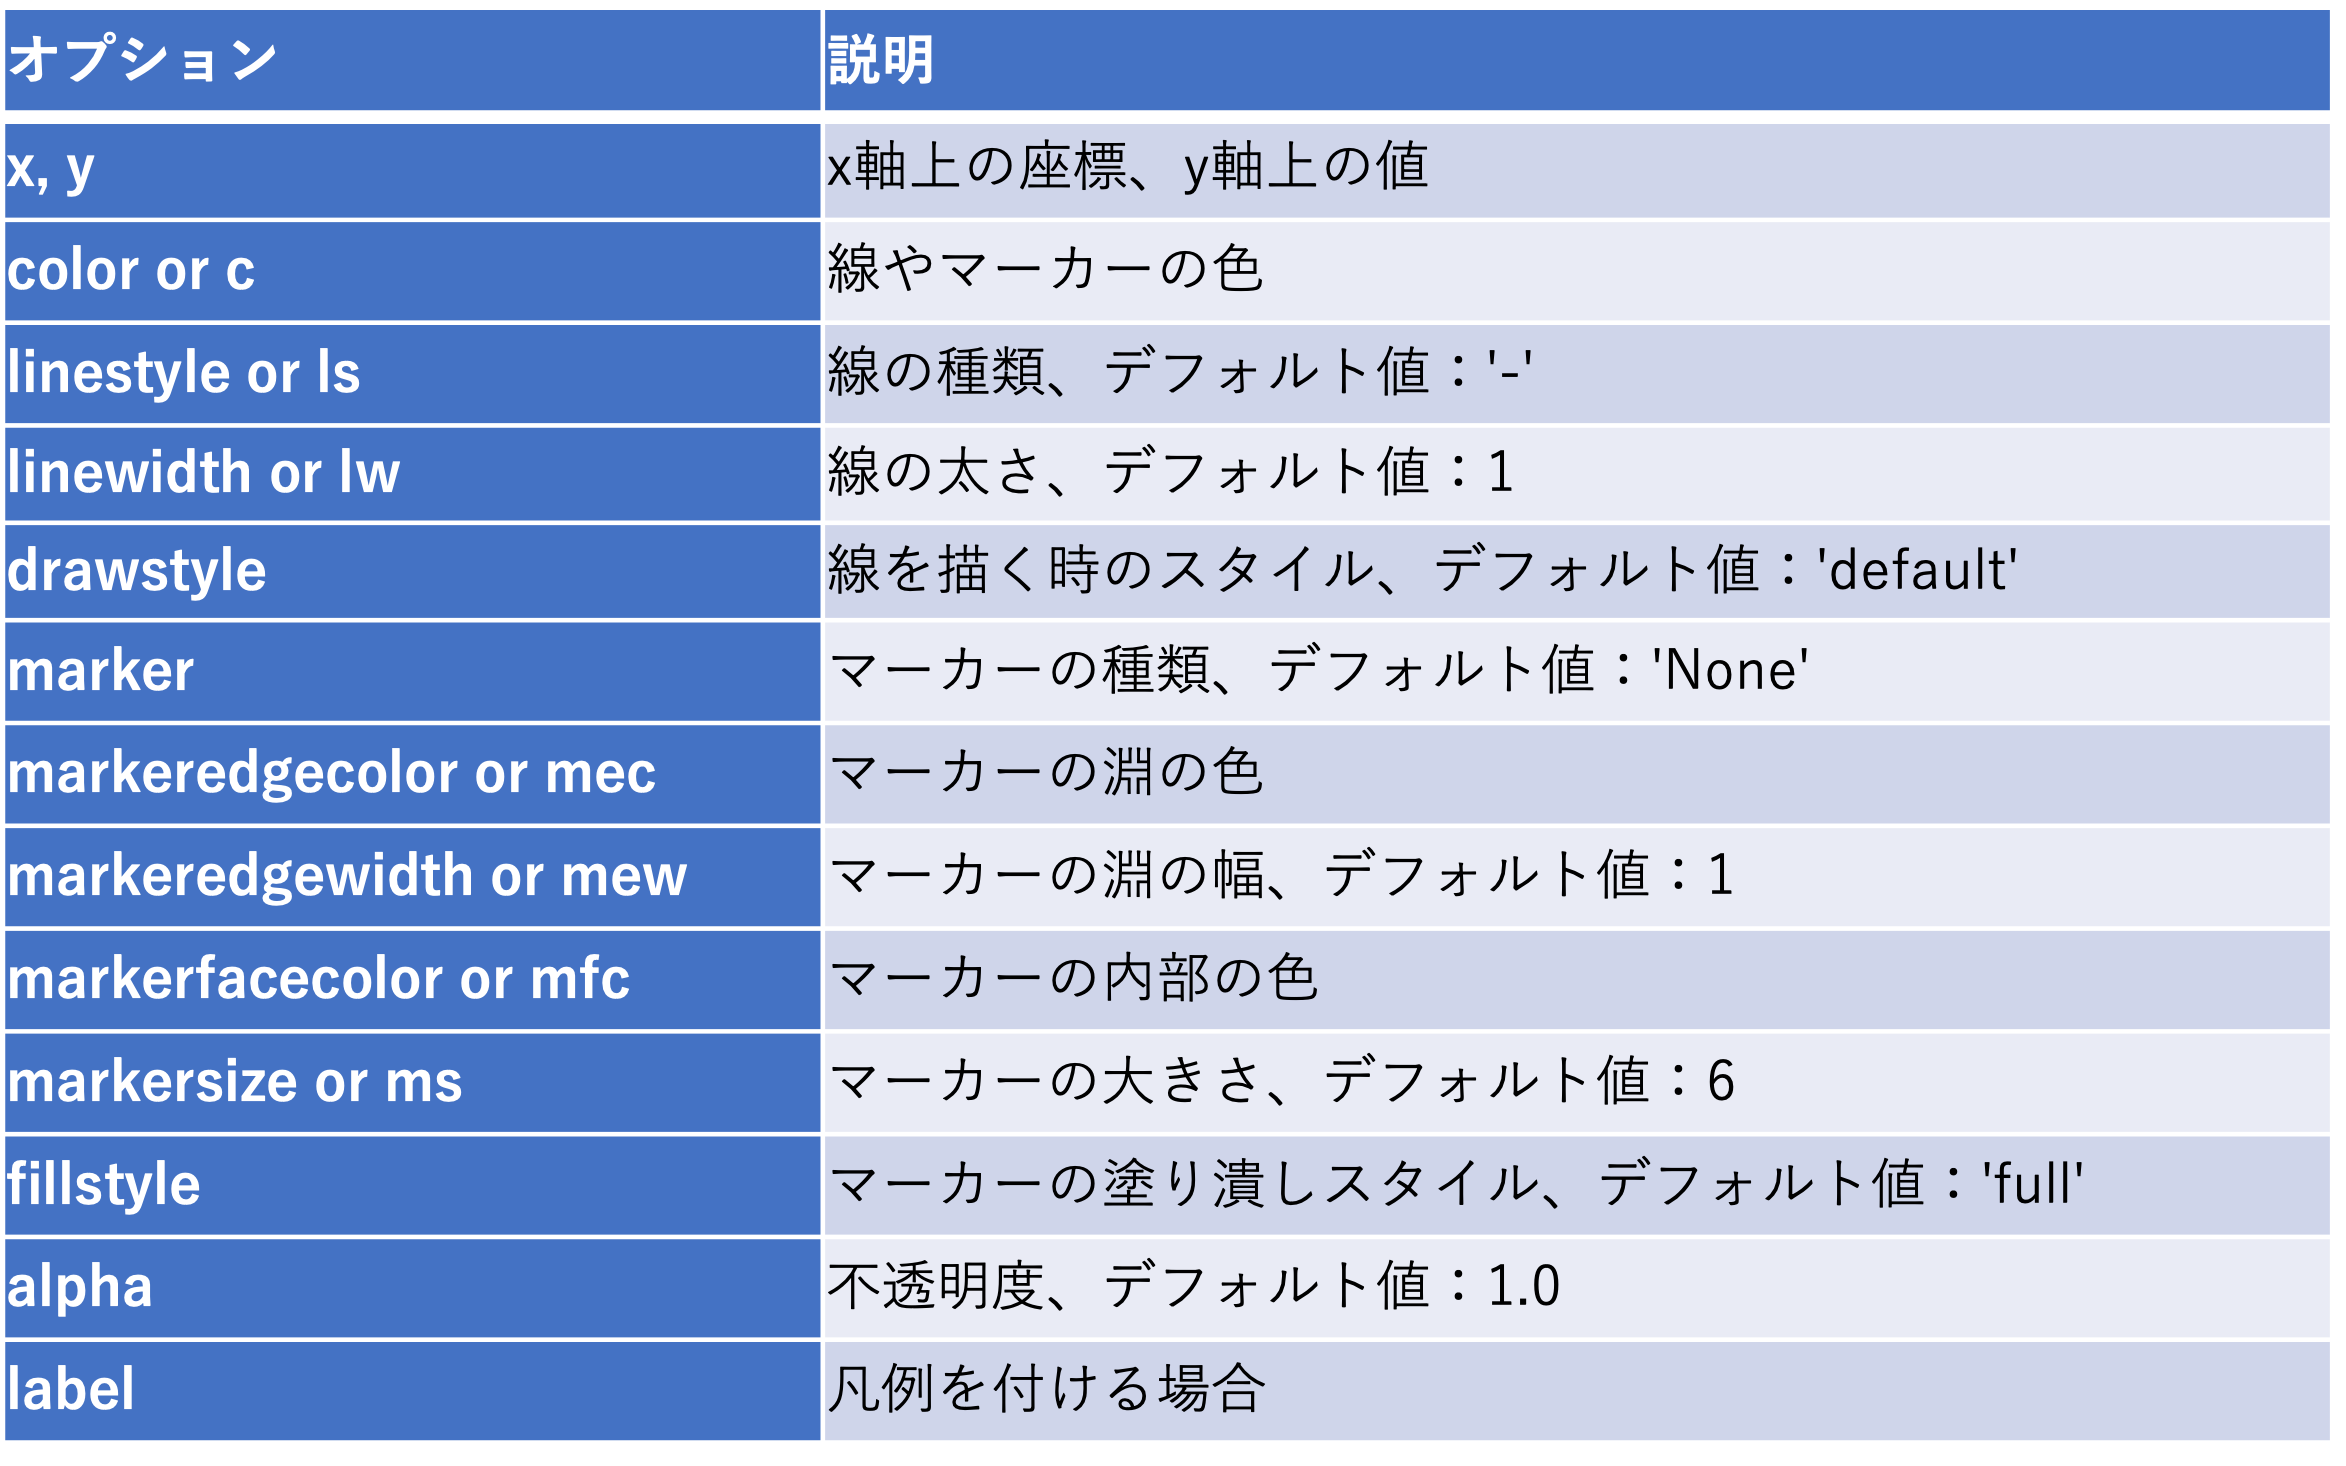 オプション 説明
x, y x軸上の座標、y軸上の値
color or c 線やマーカーの色
linestyle or ls 線の種類、デフォルト値：'-'
linewidth or lw 線の太さ、デフォルト値：1
drawstyle 線を描く時のスタイル、デフォルト値：'default'
marker マーカーの種類、デフォルト値：'None'
markeredgecolor or mec マーカーの淵の色
markeredgewidth or mew マーカーの淵の幅、デフォルト値：1
markerfacecolor or mfc マーカーの内部の色
markersize or ms マーカーの大きさ、デフォルト値：6
fillstyle マーカーの塗り潰しスタイル、デフォルト値：'full'
alpha 不透明度、デフォルト値：1.0
label 凡例を付ける場合